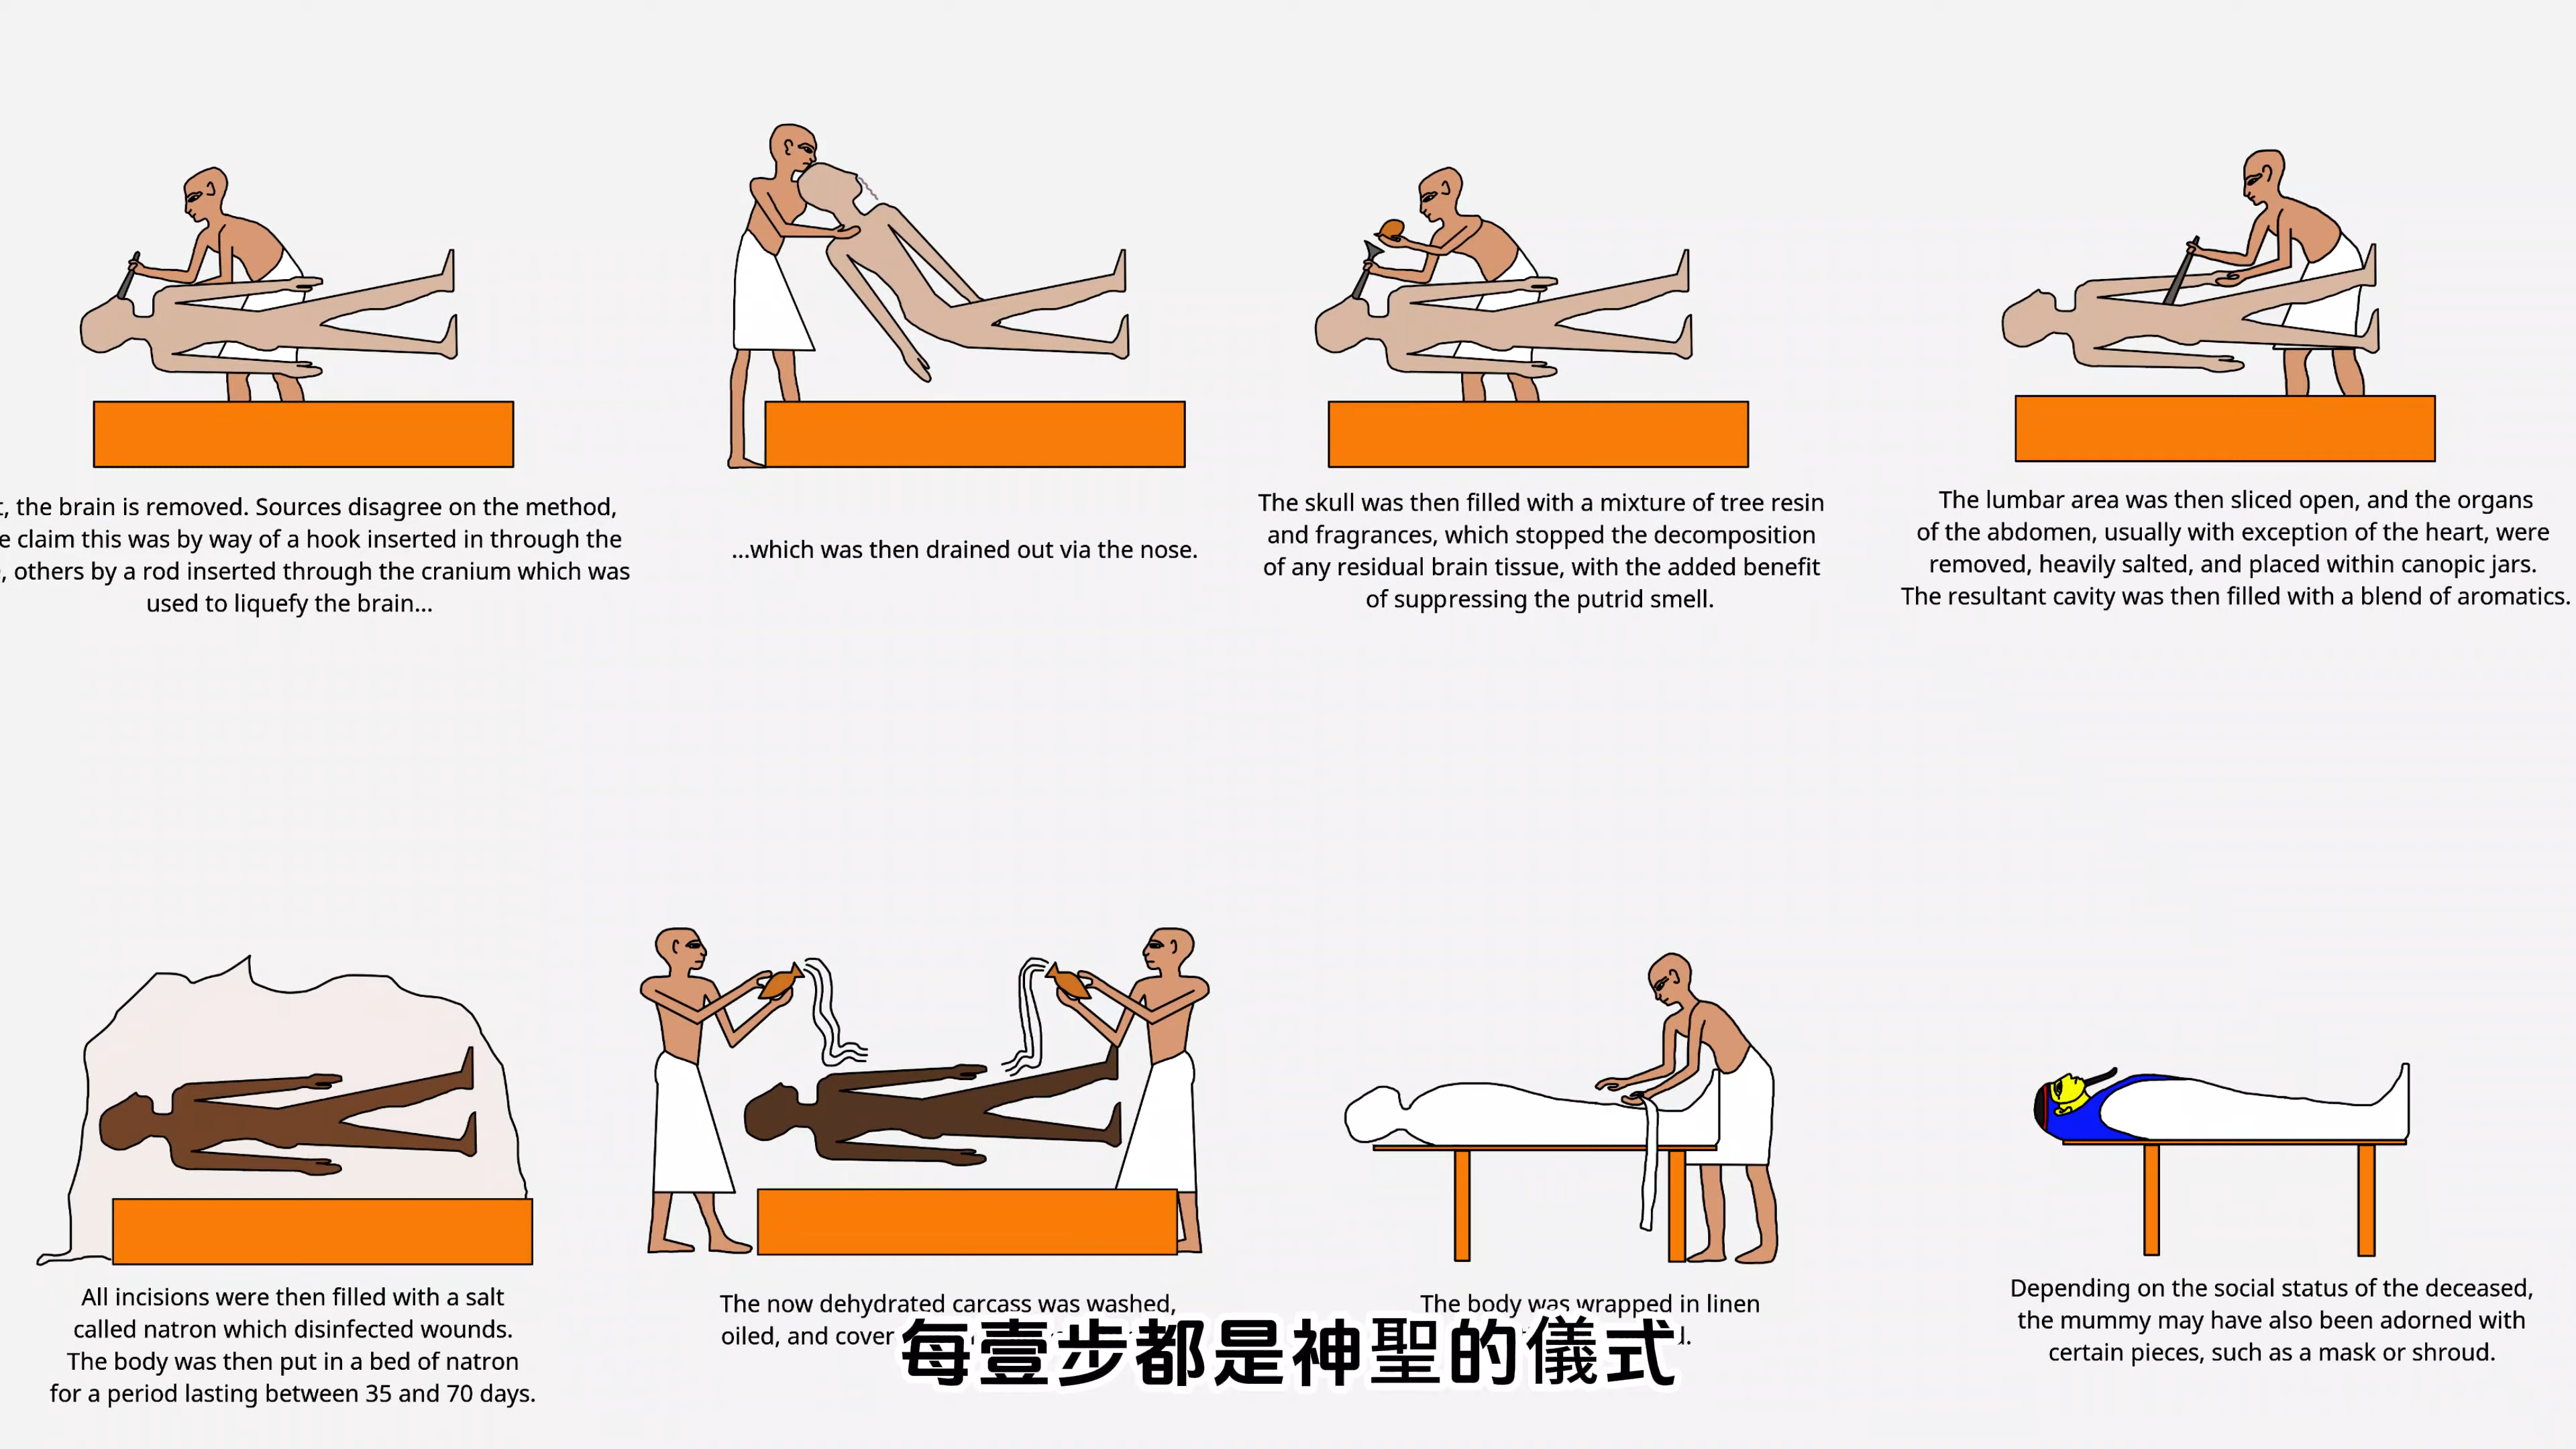 the brain is removed. Sources disagree on the method,
claim this was by way of a hook inserted in through the
others by a rod inserted through the cranium which was
used to liquefy the brain...
...which was then drained out via the nose.
The skull was then filled with a mixture of tree resin
and fragrances, which stopped the decomposition
of any residual brain tissue, with the added benefit
of suppressing the putrid smell.
The lumbar area was then sliced open, and the organs
of the abdomen, usually with exception of the heart, were
removed, heavily salted, and placed within canopic jars.
The resultant cavity was then filled with a blend of aromatics.
All incisions were then filled with a salt
called natron which disinfected wounds.
The body was then put in a bed of natron
for a period lasting between 35 and 70 days.
The now dehydrated carcass was washed,
oiled, and
The body was wrapped in linen
Depending on the social status of the deceased,
the mummy may have also been adorned with
certain pieces, such as a mask or shroud.
每壹步都是神聖的儀式